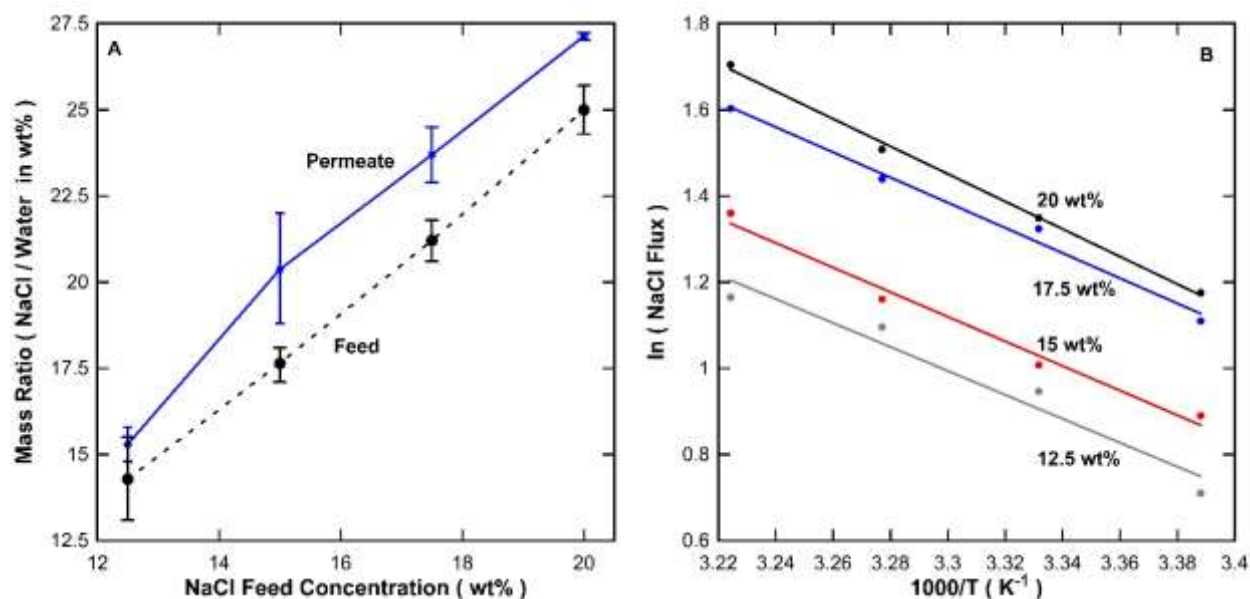 A
27.5
25
22.5
20
17.5
15
12.5
Mass Ratio ( NaCl / Water in wt% )
Permeate
Feed
12 14 16 18 20
NaCl Feed Concentration ( wt% )
B
1.8
1.6
1.4
1.2
1
0.8
0.6
ln ( NaCl Flux )
20 wt%
17.5 wt%
15 wt%
12.5 wt%
3.22 3.24 3.26 3.28 3.3 3.32 3.34 3.36 3.38 3.4
1000/T ( K⁻¹ )